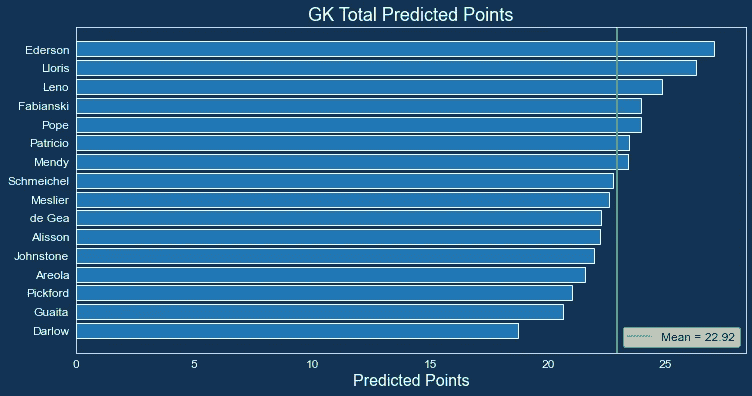 GK Total Predicted Points
Ederson
Lloris
Leno
Fabianski
Pope
Patricio
Mendy
Schmeichel
Meslier
de Gea
Alisson
Johnstone
Areola
Pickford
Guaita
Darlow
Mean = 22.92
0 5 10 15 20 25
Predicted Points